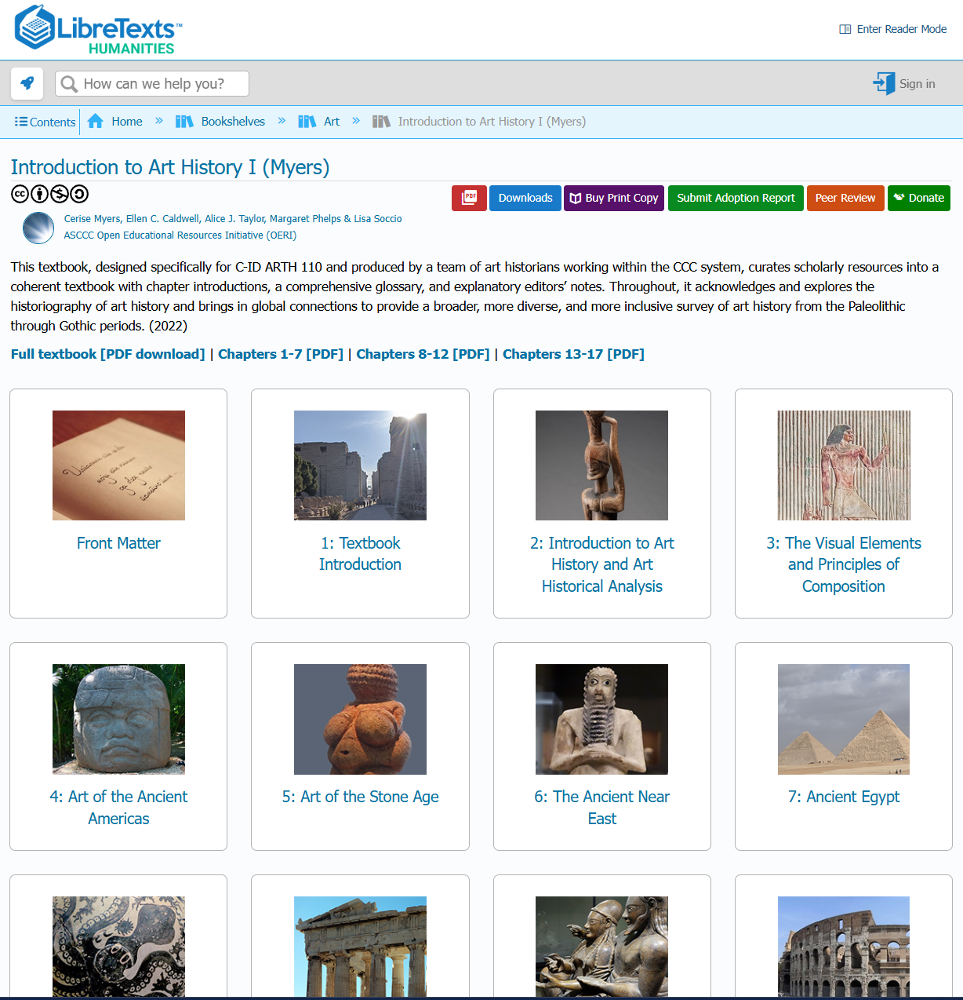 LibreTexts™
HUMANITIES
Enter Reader Mode
How can we help you?
Sign in
Contents
Home » Bookshelves » Art » Introduction to Art History I (Myers)
Introduction to Art History I (Myers)
cc
PDF
Downloads
Buy Print Copy
Submit Adoption Report
Peer Review
Donate
Cerise Myers, Ellen C. Caldwell, Alice J. Taylor, Margaret Phelps & Lisa Soccio
ASCCC Open Educational Resources Initiative (OERI)
This textbook, designed specifically for C-ID ARTH 110 and produced by a team of art historians working within the CCC system, curates scholarly resources into a
coherent textbook with chapter introductions, a comprehensive glossary, and explanatory editors’ notes. Throughout, it acknowledges and explores the
historiography of art history and brings in global connections to provide a broader, more diverse, and more inclusive survey of art history from the Paleolithic
through Gothic periods. (2022)
Full textbook [PDF download] | Chapters 1-7 [PDF] | Chapters 8-12 [PDF] | Chapters 13-17 [PDF]
Front Matter
1: Textbook
Introduction
2: Introduction to Art
History and Art
Historical Analysis
3: The Visual Elements
and Principles of
Composition
4: Art of the Ancient
Americas
5: Art of the Stone Age
6: The Ancient Near
East
7: Ancient Egypt